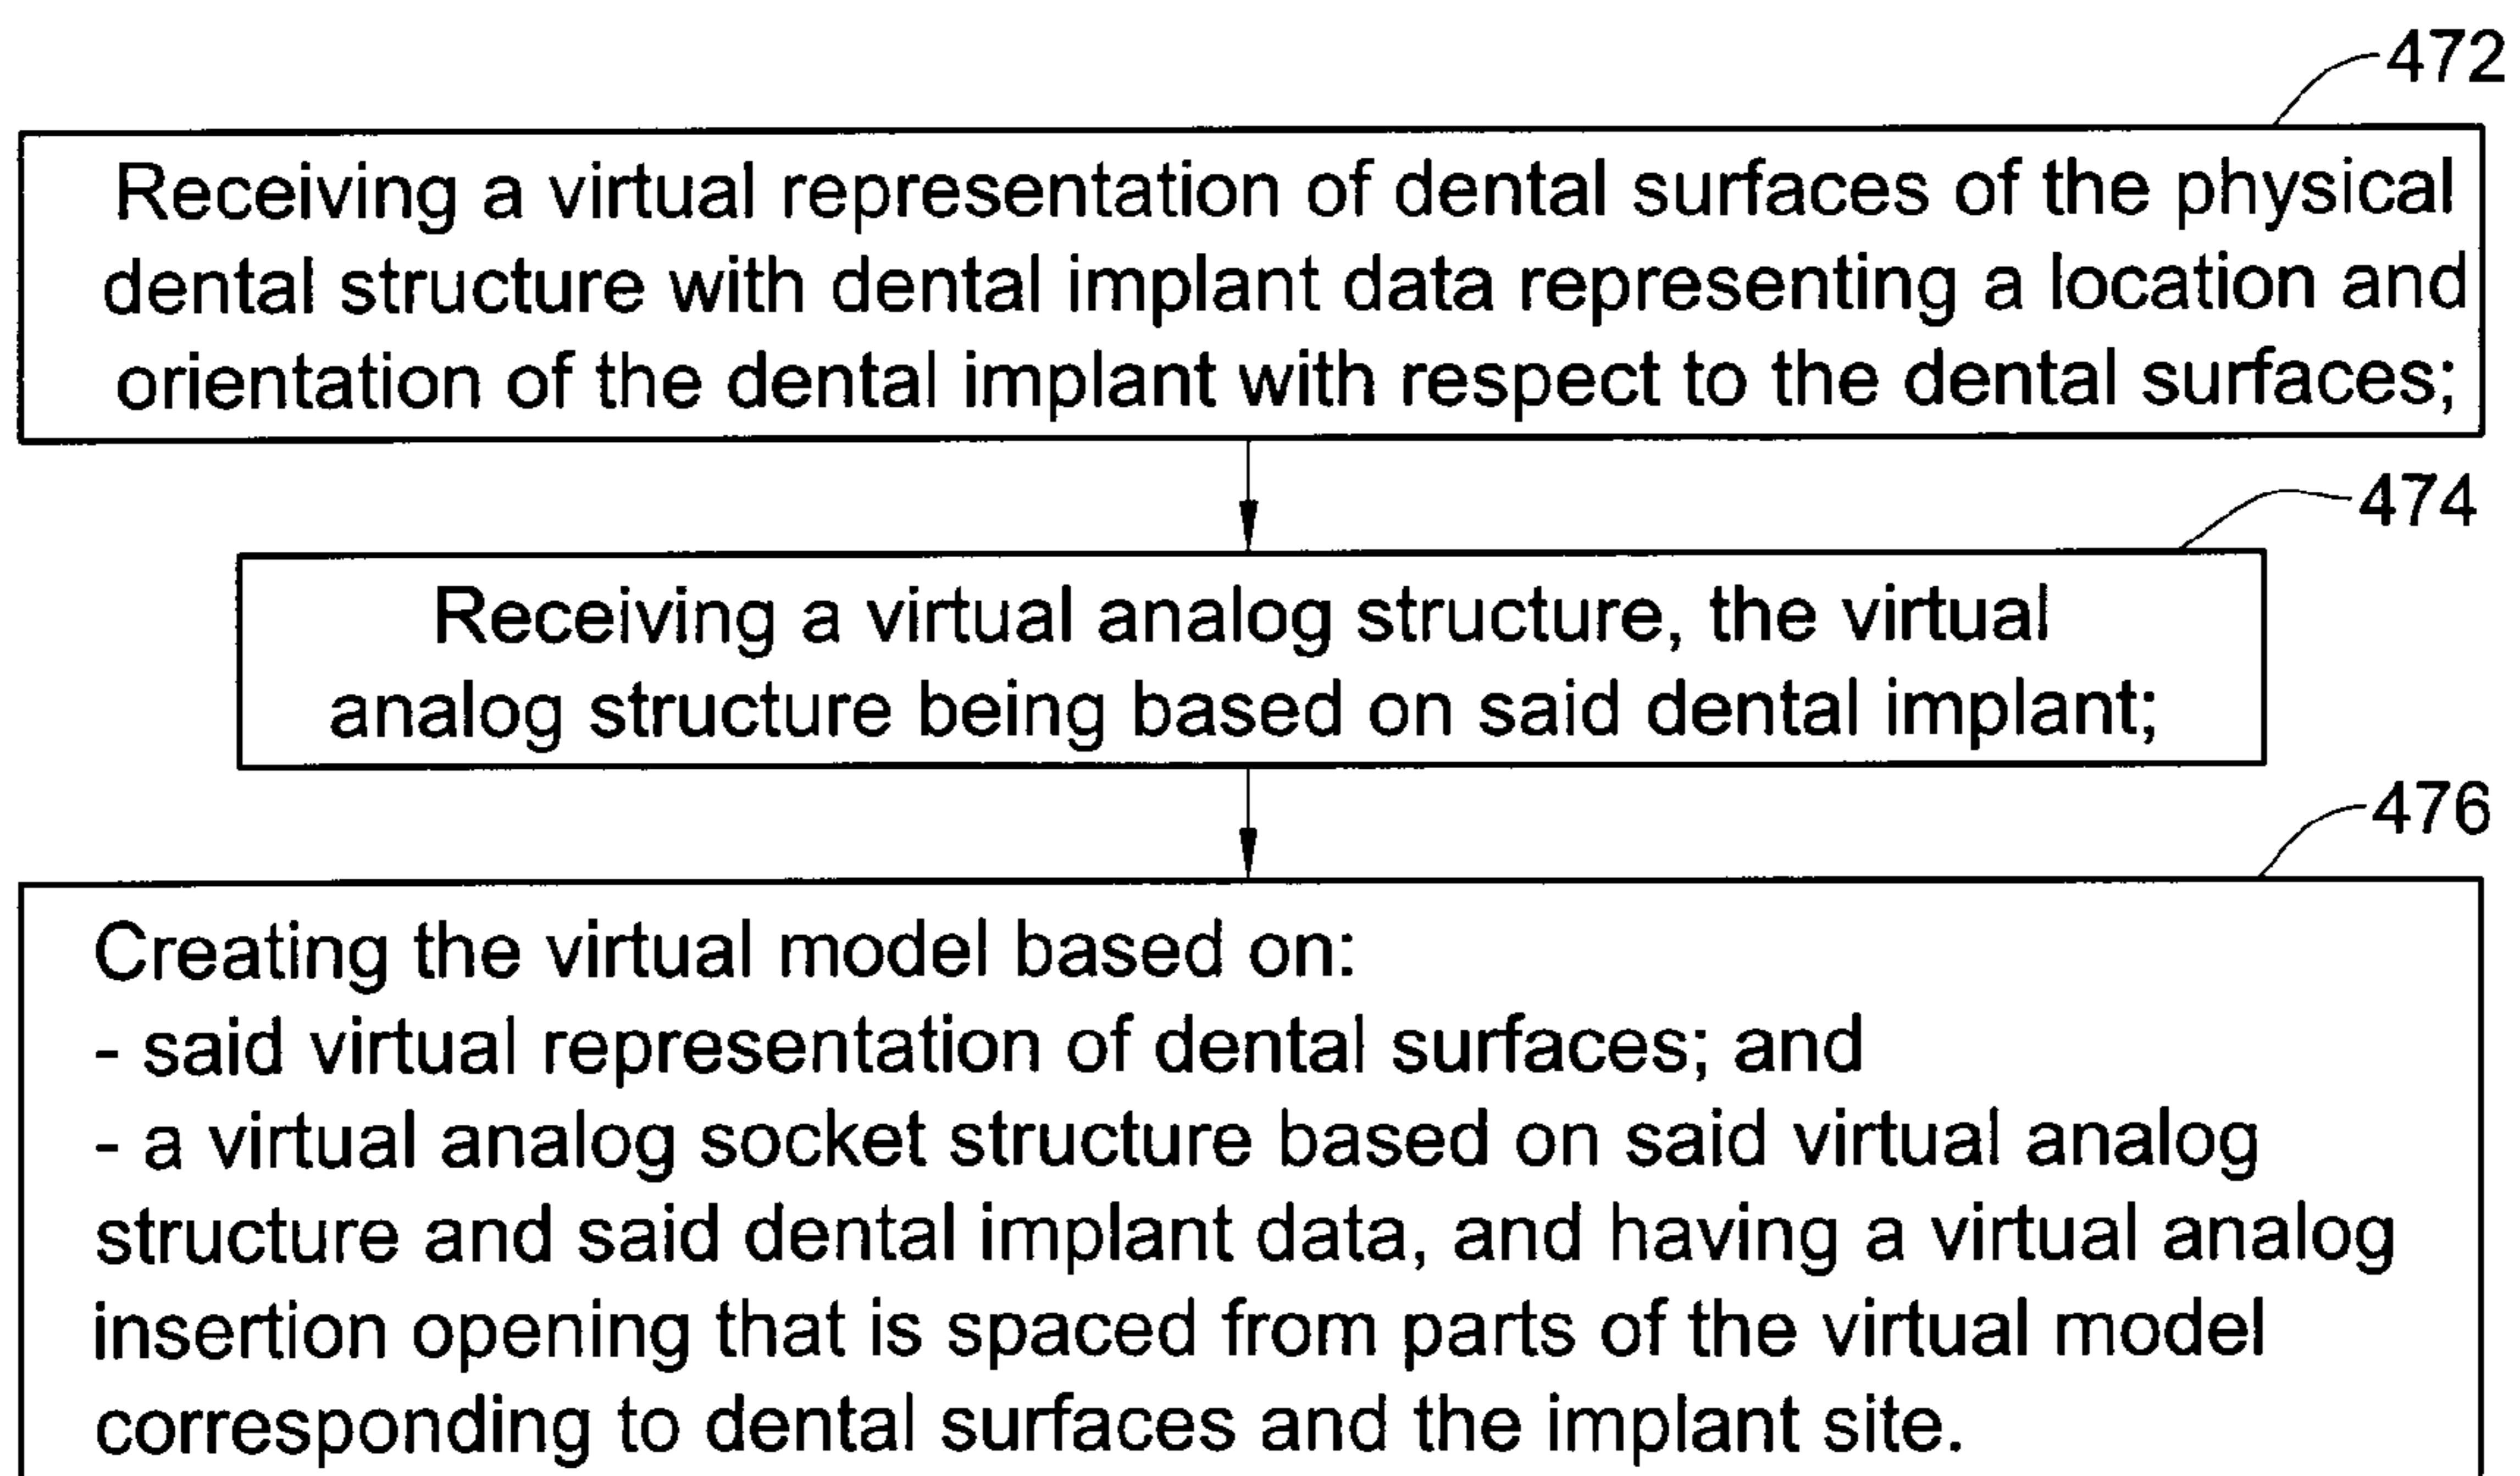 472
Receiving a virtual representation of dental surfaces of the physical
dental structure with dental implant data representing a location and
orientation of the dental implant with respect to the dental surfaces;
474
Receiving a virtual analog structure, the virtual
analog structure being based on said dental implant;
476
Creating the virtual model based on:
- said virtual representation of dental surfaces; and
- a virtual analog socket structure based on said virtual analog
structure and said dental implant data, and having a virtual analog
insertion opening that is spaced from parts of the virtual model
corresponding to dental surfaces and the implant site.